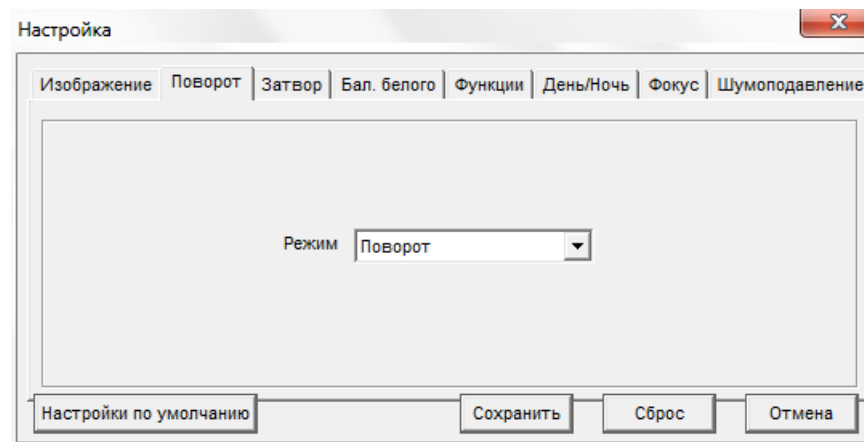 Настройка
Изображение Поворот Затвор Бал. белого Функции День/Ночь Фокус Шумоподавление
Режим Поворот
Настройки по умолчанию Сохранить Сброс Отмена